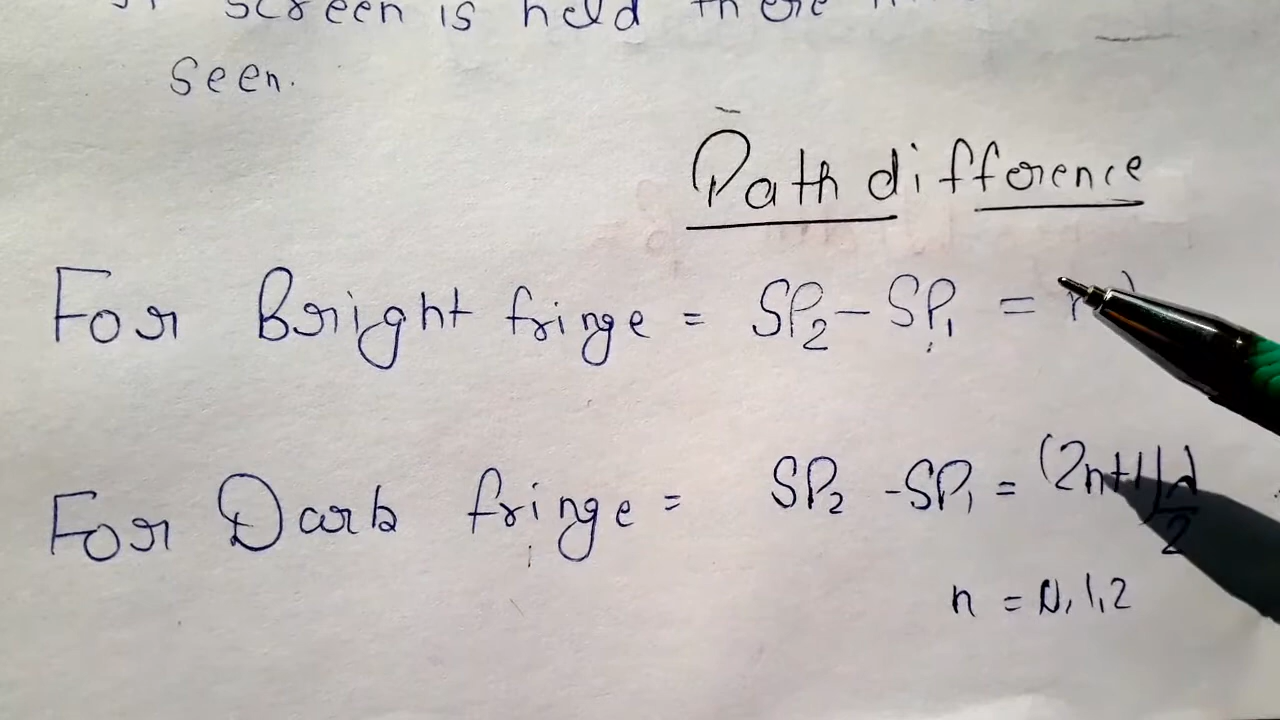 screen is held there
seen.
Path difference
For Bright fringe = SP₂ - SP₁ =
For Dark fringe = SP₂ - SP₁ = (2n+1)λ/2
n = 0,1,2